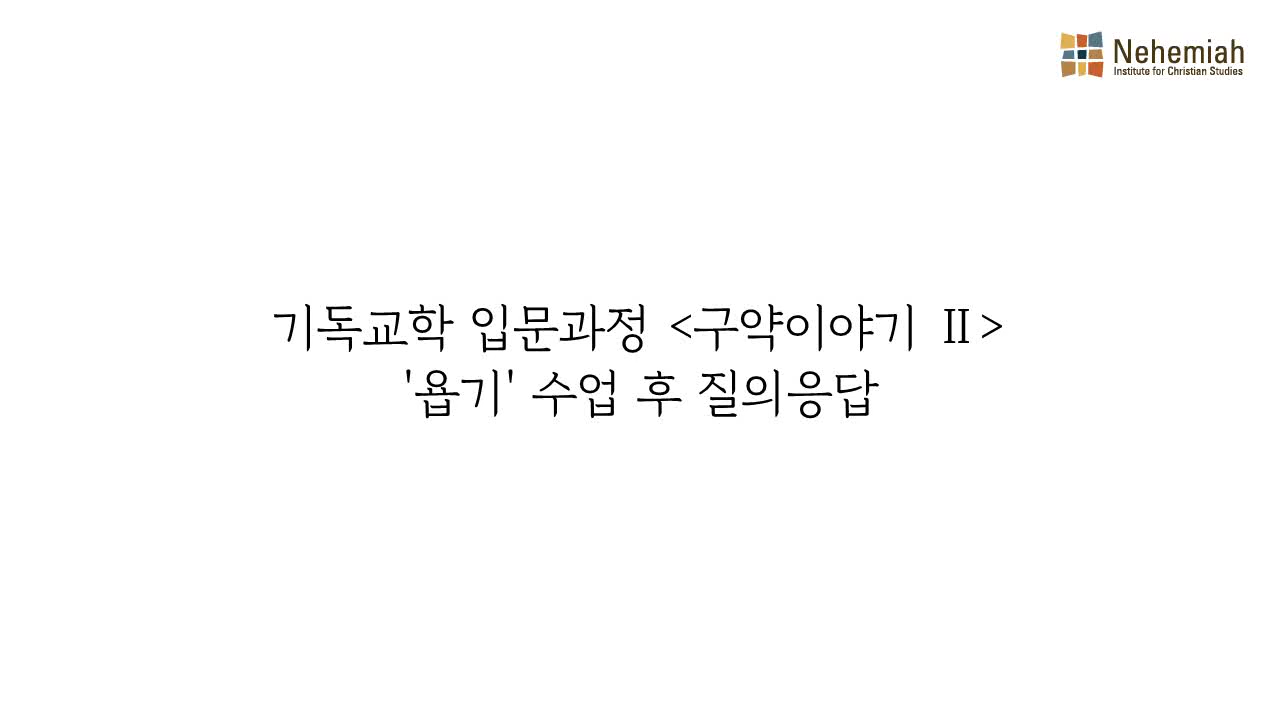 Nehemiah
Institute for Christian Studies
기독교학 입문과정 <구약이야기 Ⅱ>
'욥기' 수업 후 질의응답